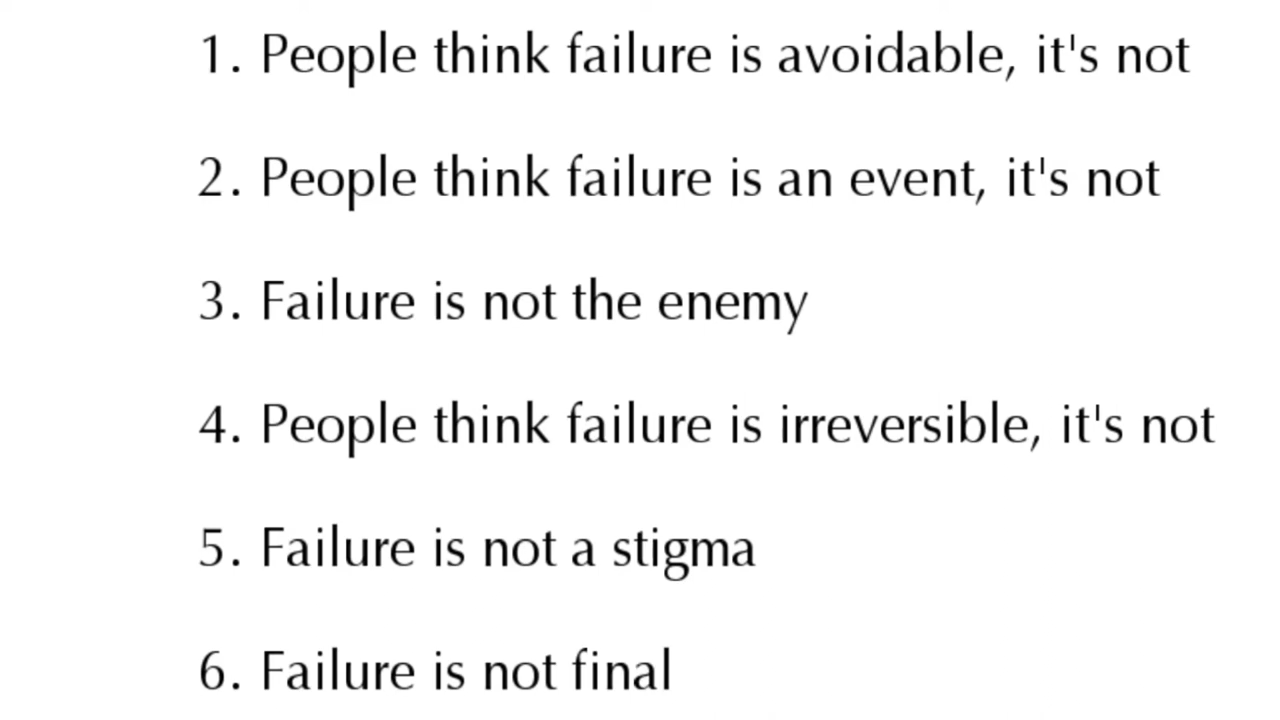 1. People think failure is avoidable, it's not
2. People think failure is an event, it's not
3. Failure is not the enemy
4. People think failure is irreversible, it's not
5. Failure is not a stigma
6. Failure is not final